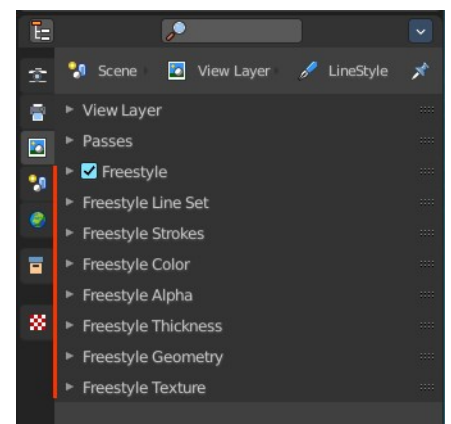 Scene View Layer LineStyle
View Layer
Passes
Freestyle
Freestyle Line Set
Freestyle Strokes
Freestyle Color
Freestyle Alpha
Freestyle Thickness
Freestyle Geometry
Freestyle Texture